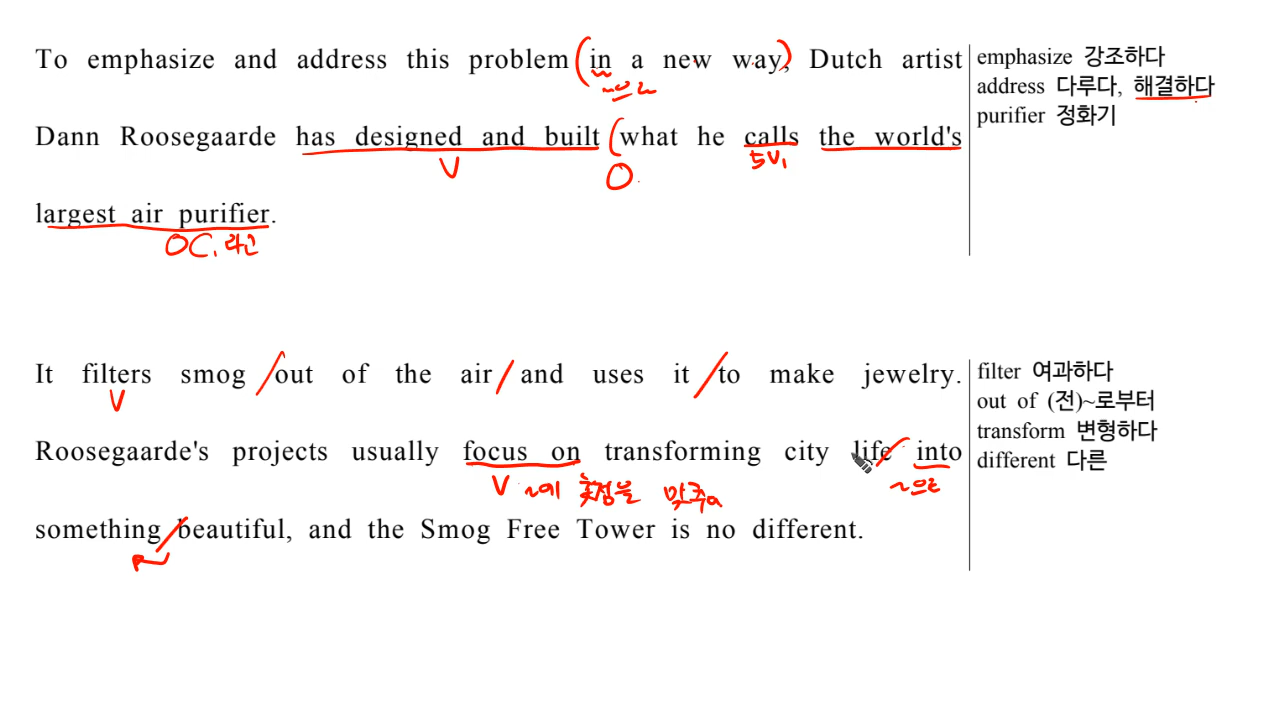 To emphasize and address this problem (in a new way), Dutch artist
~으로
Dann Roosegaarde has designed and built (what he calls the world's
V
O
5V,
largest air purifier.
OC, 라고
emphasize 강조하다
address 다루다, 해결하다
purifier 정화기
It filters smog / out of the air / and uses it / to make jewelry.
V
Roosegaarde's projects usually focus on transforming city life / into
V ~에 초점을 맞추다
~으로
something / beautiful, and the Smog Free Tower is no different.
filter 여과하다
out of (전)~로부터
transform 변형하다
different 다른